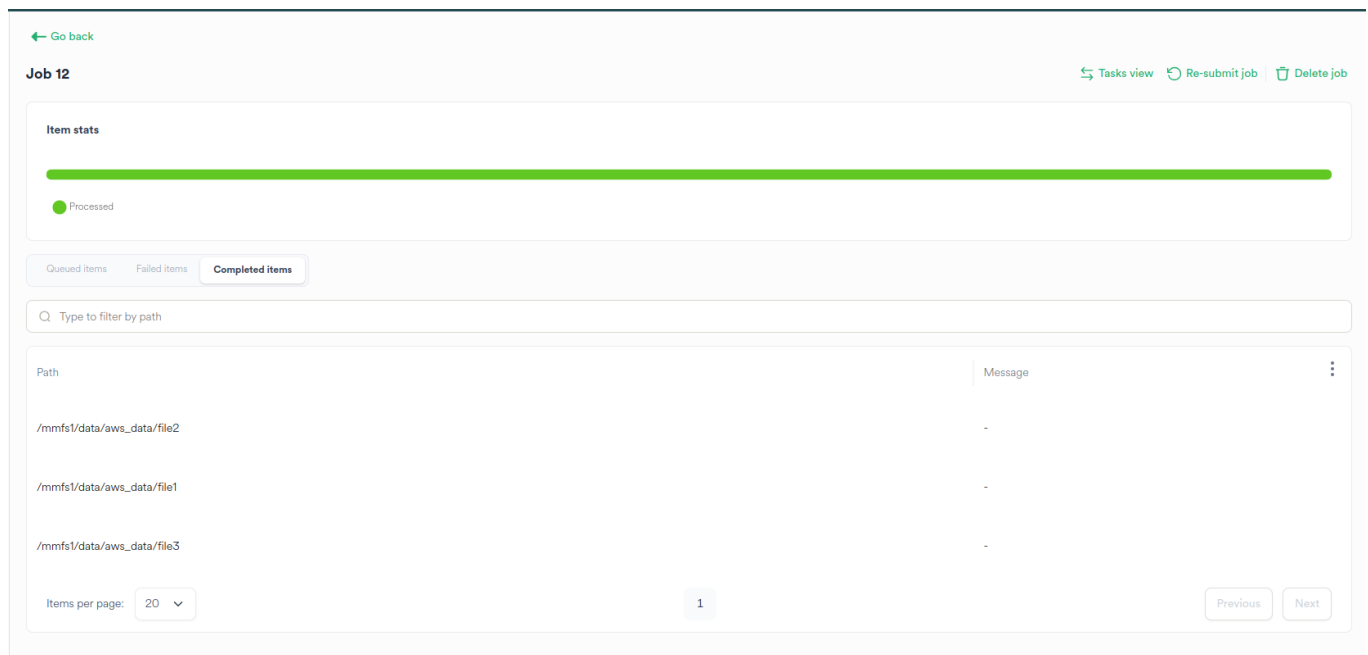 Go back
Job 12
Tasks view Re-submit job Delete job
Item stats
Processed
Queued items Failed items Completed items
Type to filter by path
Path Message
/mmfs1/data/aws_data/file2 -
/mmfs1/data/aws_data/file1 -
/mmfs1/data/aws_data/file3 -
Items per page: 20 1 Previous Next